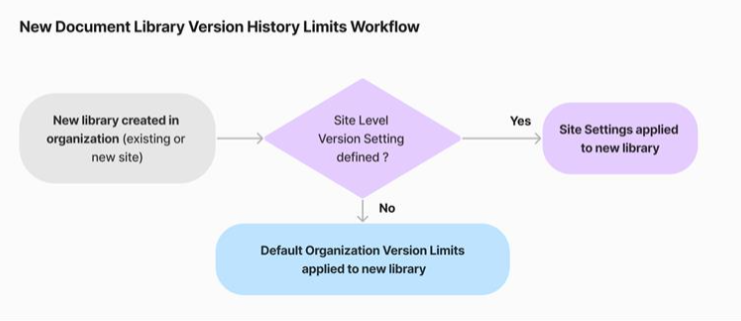 New Document Library Version History Limits Workflow
New library created in
organization (existing or
new site)
Site Level
Version Setting
defined ?
Yes
Site Settings applied
to new library
No
Default Organization Version Limits
applied to new library